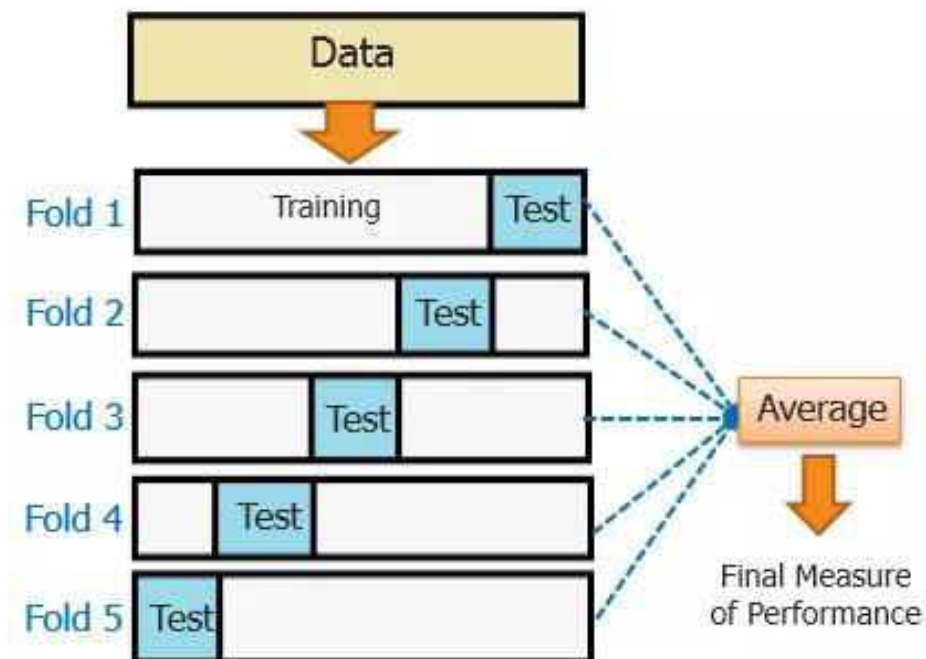 Data
Fold 1
Training
Test
Fold 2
Test
Fold 3
Test
Average
Fold 4
Test
Final Measure
of Performance
Fold 5
Test